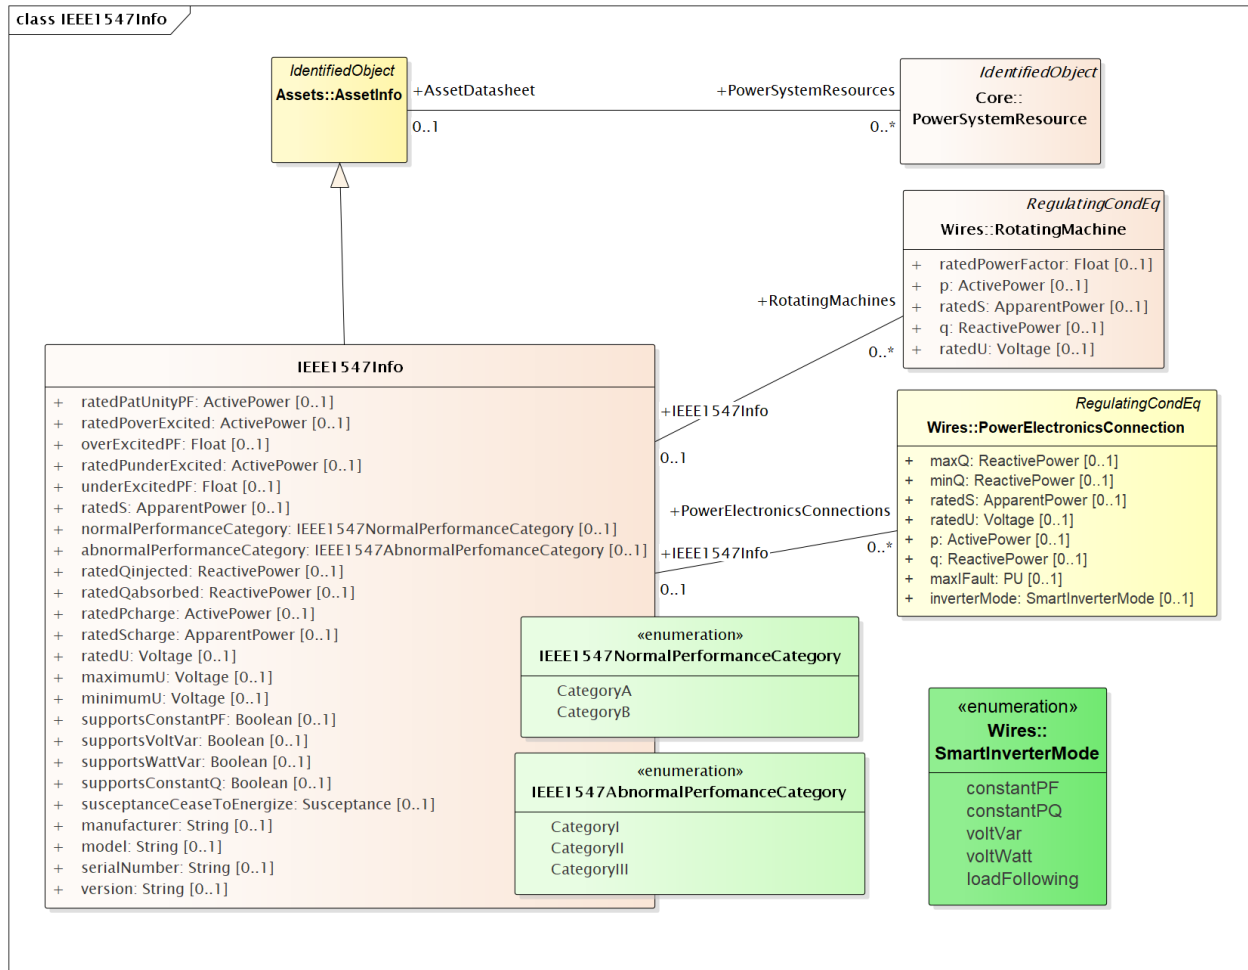 class IEEE1547Info
IdentifiedObject
Assets::AssetInfo
+AssetDatasheet
0..1
+PowerSystemResources
0..*
IdentifiedObject
Core::
PowerSystemResource
RegulatingCondEq
Wires::RotatingMachine
+ ratedPowerFactor: Float [0..1]
+ p: ActivePower [0..1]
+ ratedS: ApparentPower [0..1]
+ q: ReactivePower [0..1]
+ ratedU: Voltage [0..1]
+RotatingMachines
0..*
+IEEE1547Info
0..1
IEEE1547Info
+ ratedPatUnityPF: ActivePower [0..1]
+ ratedPoverExcited: ActivePower [0..1]
+ overExcitedPF: Float [0..1]
+ ratedPunderExcited: ActivePower [0..1]
+ underExcitedPF: Float [0..1]
+ ratedS: ApparentPower [0..1]
+ normalPerformanceCategory: IEEE1547NormalPerformanceCategory [0..1]
+ abnormalPerformanceCategory: IEEE1547AbnormalPerfomanceCategory [0..1]
+ ratedQinjected: ReactivePower [0..1]
+ ratedQabsorbed: ReactivePower [0..1]
+ ratedPcharge: ActivePower [0..1]
+ ratedScharge: ApparentPower [0..1]
+ ratedU: Voltage [0..1]
+ maximumU: Voltage [0..1]
+ minimumU: Voltage [0..1]
+ supportsConstantPF: Boolean [0..1]
+ supportsVoltVar: Boolean [0..1]
+ supportsWattVar: Boolean [0..1]
+ supportsConstantQ: Boolean [0..1]
+ susceptanceCeaseToEnergize: Susceptance [0..1]
+ manufacturer: String [0..1]
+ model: String [0..1]
+ serialNumber: String [0..1]
+ version: String [0..1]
+PowerElectronicsConnections
0..*
+IEEE1547Info
0..1
RegulatingCondEq
Wires::PowerElectronicsConnection
+ maxQ: ReactivePower [0..1]
+ minQ: ReactivePower [0..1]
+ ratedS: ApparentPower [0..1]
+ ratedU: Voltage [0..1]
+ p: ActivePower [0..1]
+ q: ReactivePower [0..1]
+ maxIFault: PU [0..1]
+ inverterMode: SmartInverterMode [0..1]
«enumeration»
IEEE1547NormalPerformanceCategory
CategoryA
CategoryB
«enumeration»
IEEE1547AbnormalPerfomanceCategory
CategoryI
CategoryII
CategoryIII
«enumeration»
Wires::
SmartInverterMode
constantPF
constantPQ
voltVar
voltWatt
loadFollowing